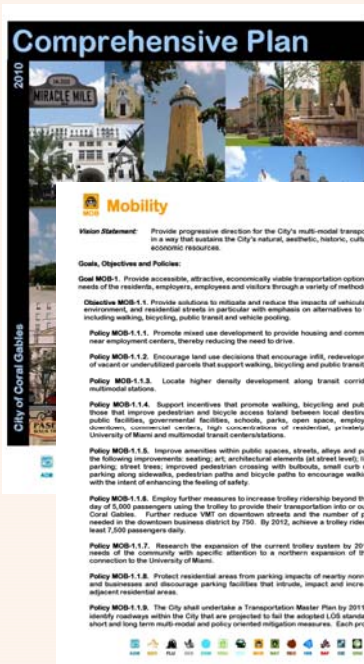 Comprehensive Plan
2010
MIRACLE MILE
City of Coral Gables
MOB
Mobility
Vision Statement: Provide progressive direction for the City's multi-modal transpo
in a way that sustains the City's natural, aesthetic, historic, cultu
economic resources.
Goals, Objectives and Policies:
Goal MOB-1. Provide accessible, attractive, economically viable transportation option
needs of the residents, employers, employees and visitors through a variety of methods
Objective MOB-1.1. Provide solutions to mitigate and reduce the impacts of vehicula
environment, and residential streets in particular with emphasis on alternatives to
including walking, bicycling, public transit and vehicle pooling.
Policy MOB-1.1.1. Promote mixed use development to provide housing and comm
near employment centers, thereby reducing the need to drive.
Policy MOB-1.1.2. Encourage land use decisions that encourage infill, redevelopm
of vacant or underutilized parcels that support walking, bicycling and public transit
Policy MOB-1.1.3. Locate higher density development along transit corrid
multimodal stations.
Policy MOB-1.1.4. Support incentives that promote walking, bicycling and pub
those that improve pedestrian and bicycle access to/and between local destina
public facilities, governmental facilities, schools, parks, open space, employ
downtown, commercial centers, high concentrations of residential, private/p
University of Miami and multimodal transit centers/stations.
Policy MOB-1.1.5. Improve amenities within public spaces, streets, alleys and pa
the following improvements: seating; art; architectural elements (at street level); li
parking; street trees; improved pedestrian crossing with bulbouts, small curb
parking along sidewalks, pedestrian paths and bicycle paths to encourage walki
with the intent of enhancing the feeling of safety.
Policy MOB-1.1.6. Employ further measures to increase trolley ridership beyond th
day of 5,000 passengers using the trolley to provide their transportation into or ou
Coral Gables. Further reduce VMT on downtown streets and the number of p
needed in the downtown business district by 750. By 2012, achieve a trolley rider
least 7,500 passengers daily.
Policy MOB-1.1.7. Research the expansion of the current trolley system by 201
needs of the community with specific attention to a northern expansion of th
connection to the University of Miami.
Policy MOB-1.1.8. Protect residential areas from parking impacts of nearby nonre
and businesses and discourage parking facilities that intrude, impact and increa
adjacent residential areas.
Policy MOB-1.1.9. The City shall undertake a Transportation Master Plan by 2011
identify roadways within the City that are projected to fail the adopted LOS standa
short and long term multi-modal and policy oriented mitigation measures. Each pro